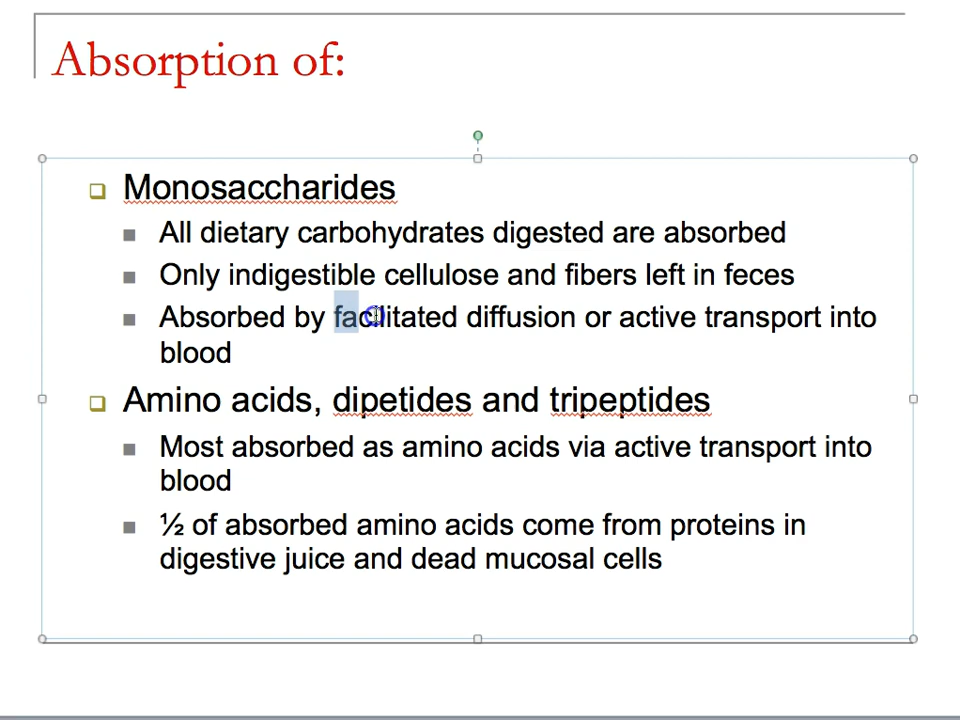 Absorption of:
Monosaccharides
All dietary carbohydrates digested are absorbed
Only indigestible cellulose and fibers left in feces
Absorbed by facilitated diffusion or active transport into
blood
Amino acids, dipetides and tripeptides
Most absorbed as amino acids via active transport into
blood
½ of absorbed amino acids come from proteins in
digestive juice and dead mucosal cells